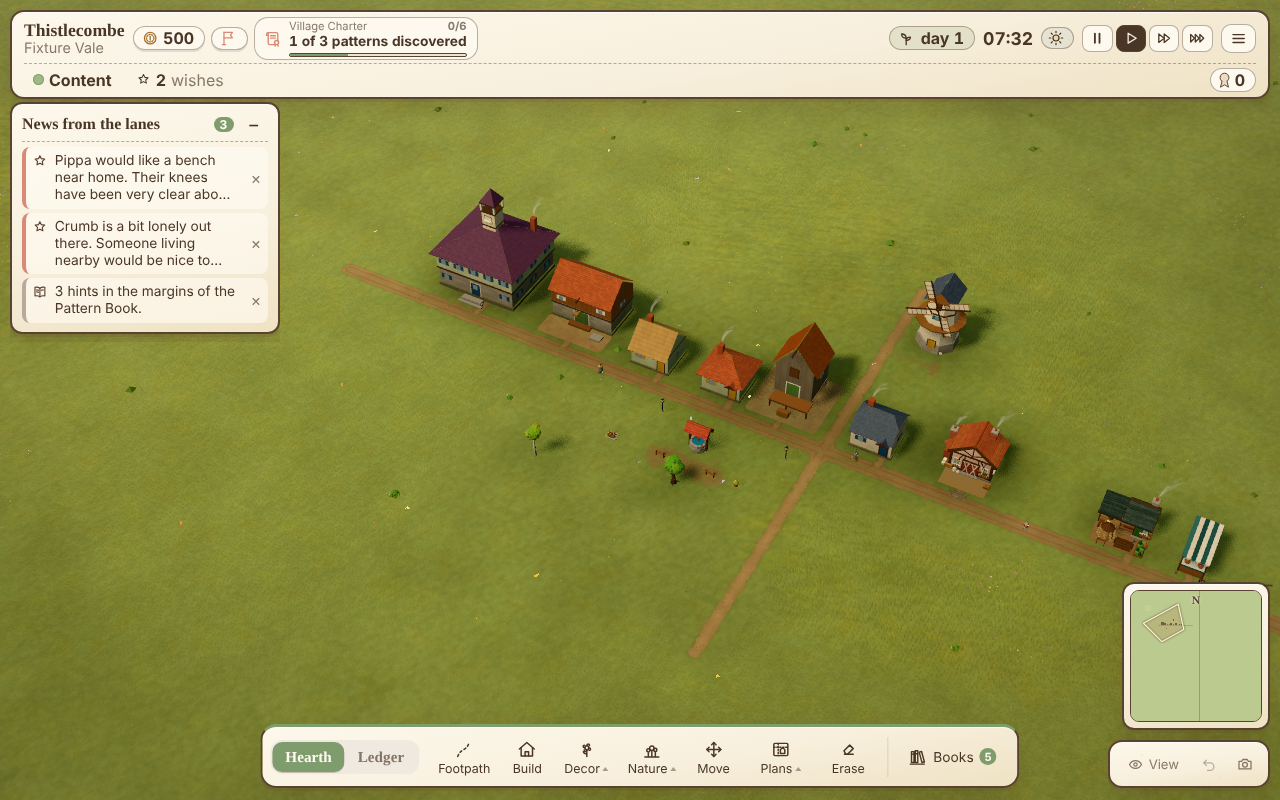 Thistlecombe
Fixture Vale
500
Village Charter 0/6
1 of 3 patterns discovered
day 1
07:32
Content
2 wishes
0
News from the lanes
3
Pippa would like a bench
near home. Their knees
have been very clear abo...
Crumb is a bit lonely out
there. Someone living
nearby would be nice to...
3 hints in the margins of the
Pattern Book.
N
Hearth
Ledger
Footpath
Build
Decor
Nature
Move
Plans
Erase
Books 5
View